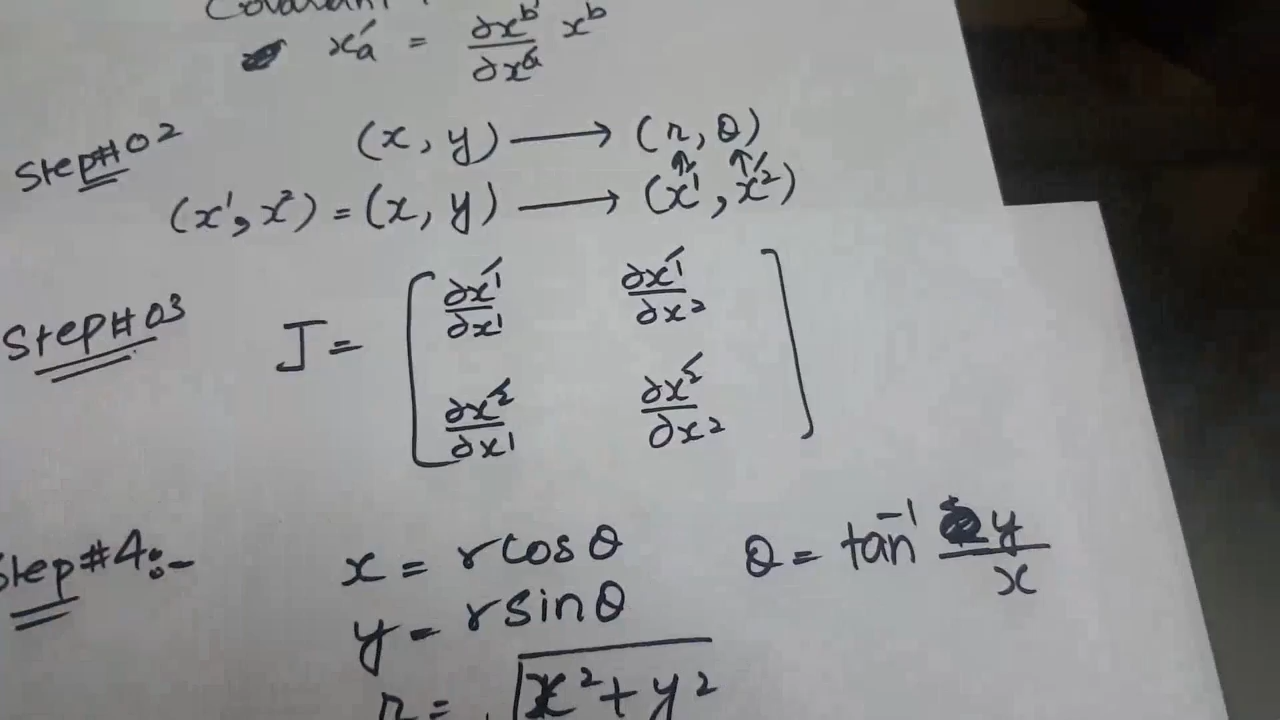 Covariant :
x́a = ∂x^b / ∂x́^a x^b
Step#02 (x, y) ⟶ (r, θ)
(x¹, x²) = (x, y) ⟶ (x́¹, x́²)
Step#03 J = [ ∂x́¹/∂x¹ ∂x́¹/∂x²
∂x́²/∂x¹ ∂x́²/∂x² ]
Step#4:- x = r cos θ θ = tan⁻¹ y/x
y = r sin θ
r = √x² + y²